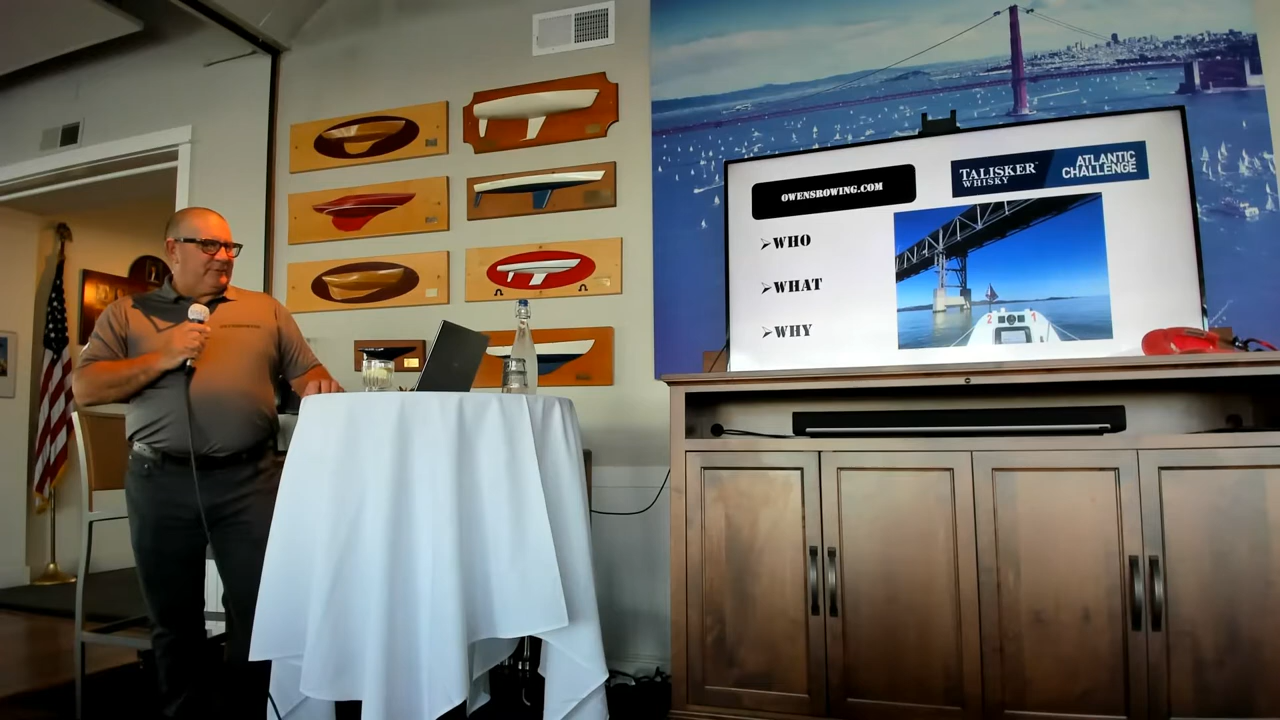 OWENSROWING.COM
TALISKER
WHISKY
ATLANTIC
CHALLENGE
➢WHO
➢WHAT
➢WHY
2
1